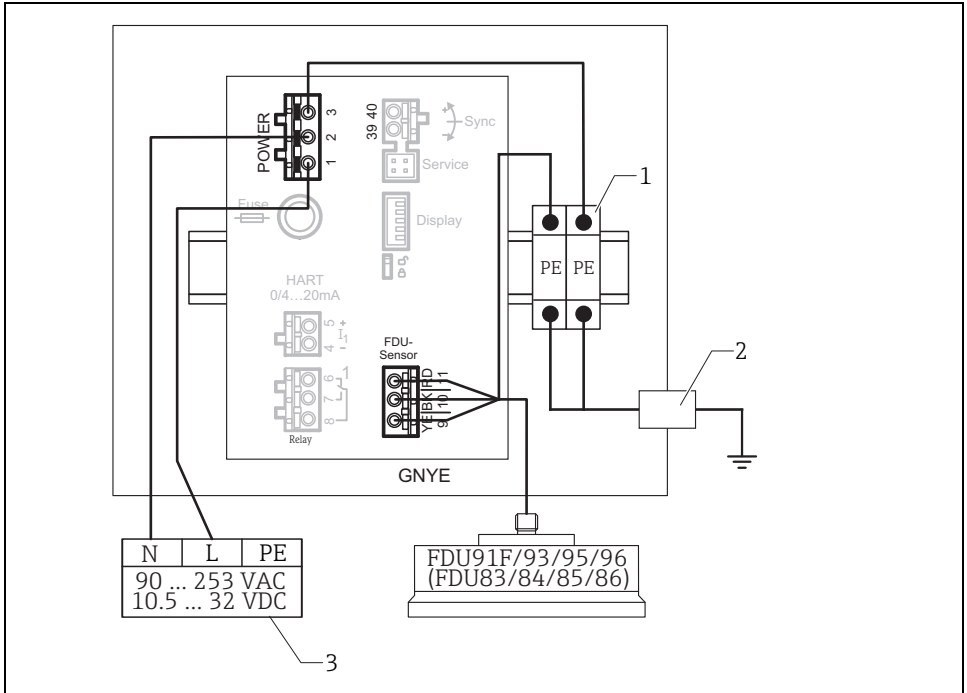 POWER
3
2
1
39 40
+
-
Sync
Service
Fuse
Display
HART
0/4...20mA
5 +
4 -
I1
6
7
8
1
Relay
FDU-
Sensor
YE|BK|RD
9 |10| 11
GNYE
PE PE
1
2
N L PE
90 ... 253 VAC
10.5 ... 32 VDC
3
FDU91F/93/95/96
(FDU83/84/85/86)